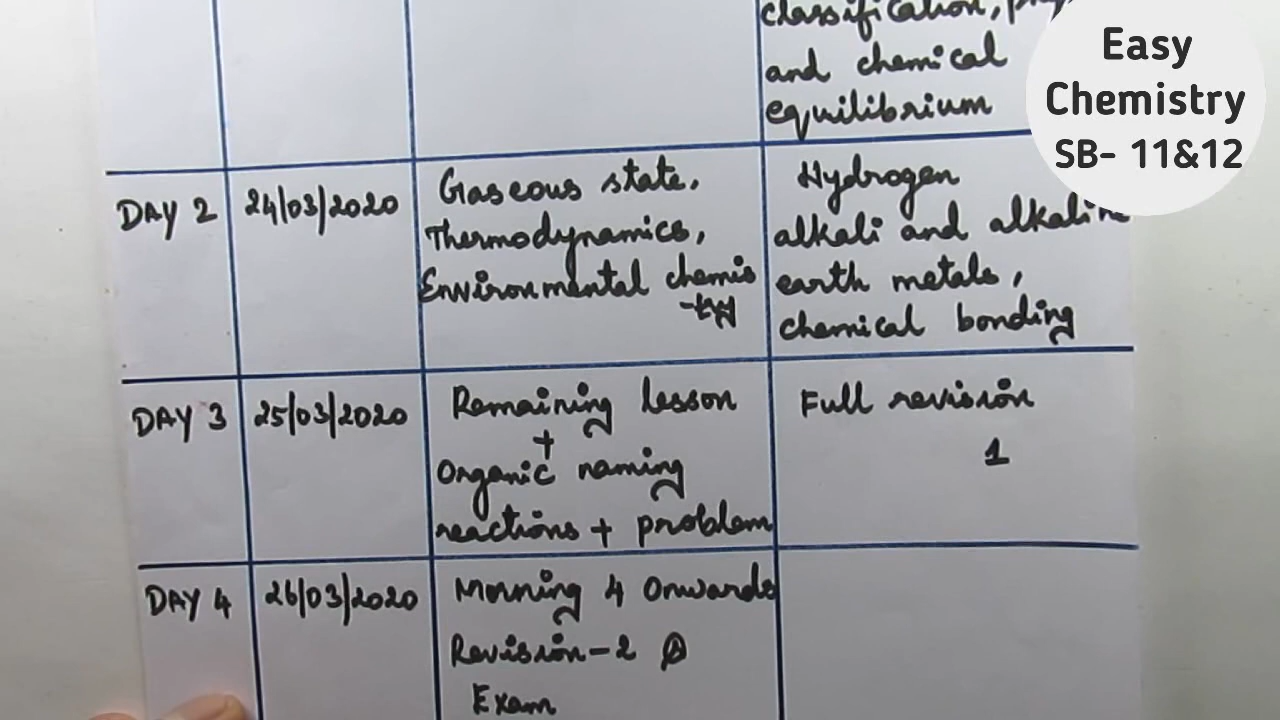 classification,
and chemical
equilibrium
Easy
Chemistry
SB- 11&12
DAY 2
24/03/2020
Gaseous state,
Thermodynamics,
Environmental chemis
-try
Hydrogen
alkali and alkaline
earth metals,
chemical bonding
DAY 3
25/03/2020
Remaining lesson
+
Organic naming
reactions + problem
Full revision
1
DAY 4
26/03/2020
Morning 4 Onwards
Revision-2
Exam